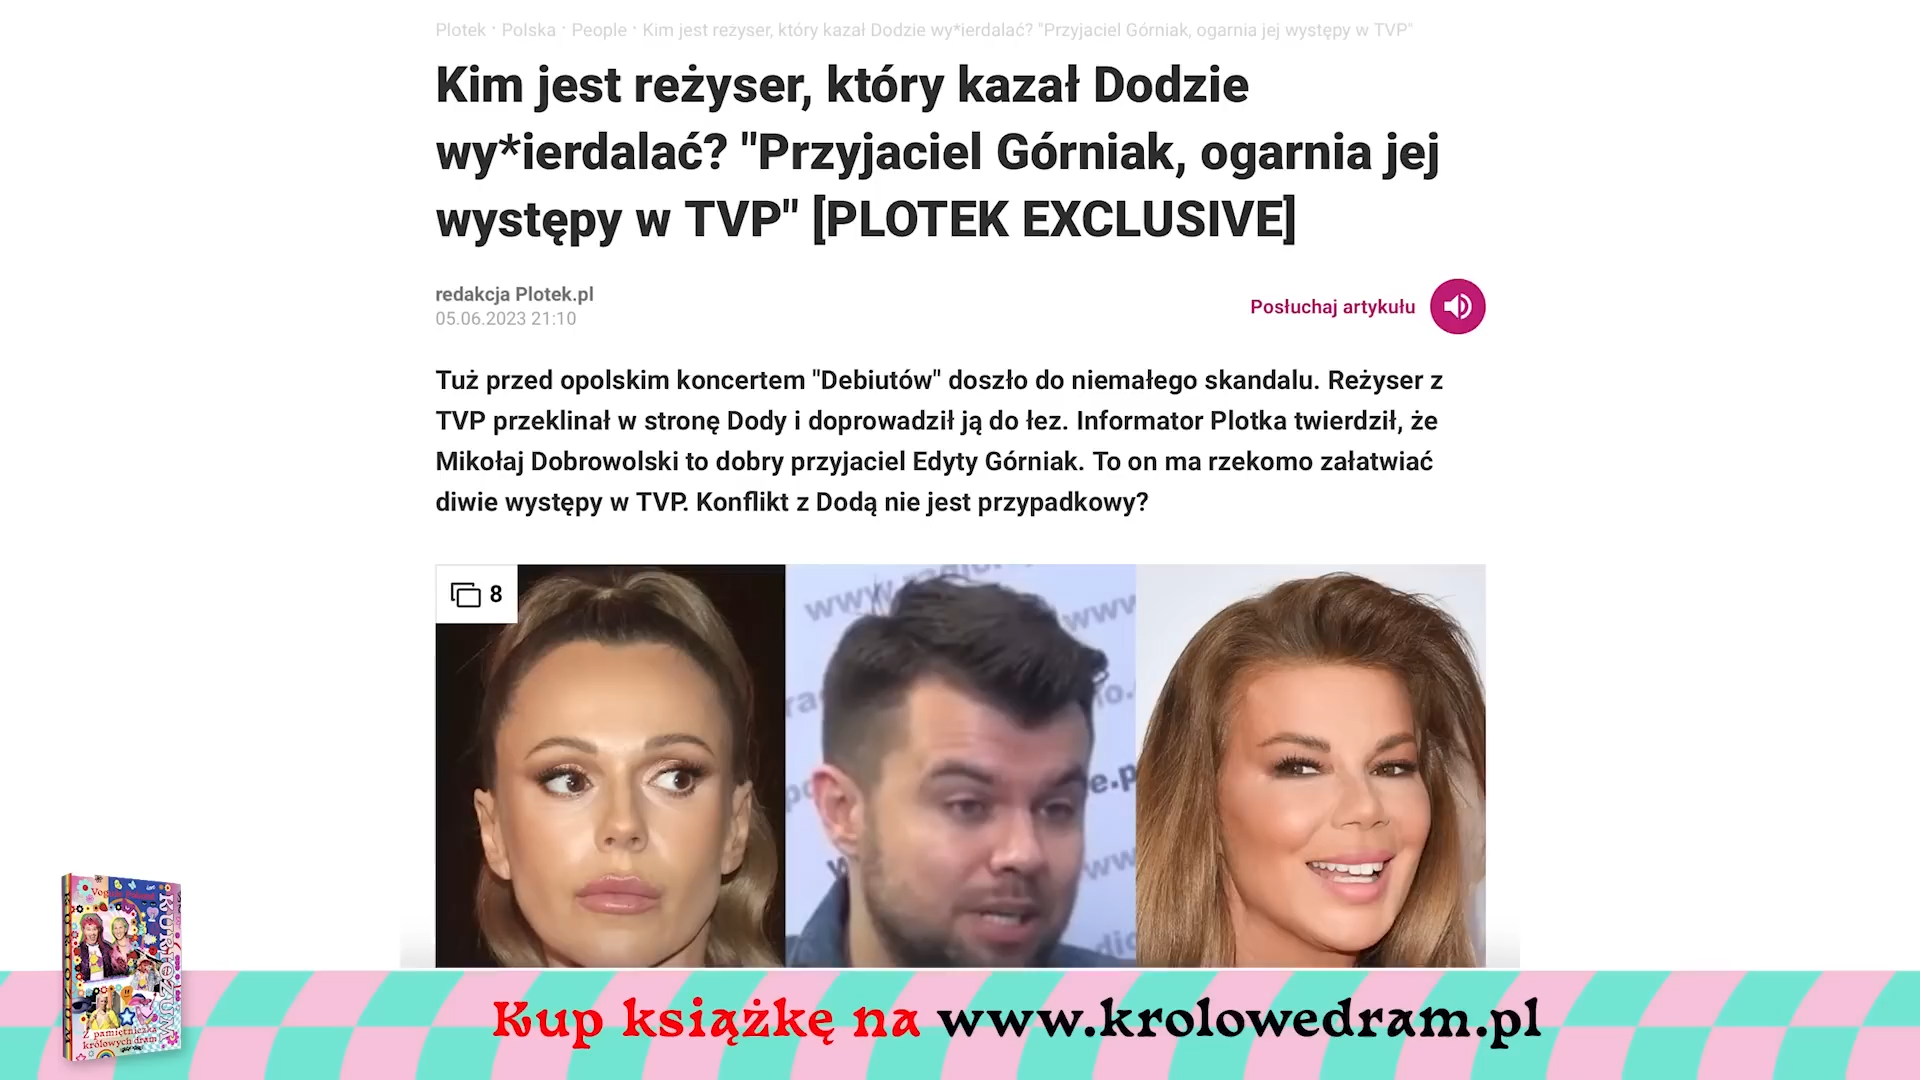 Plotek · Polska · People · Kim jest reżyser, który kazał Dodzie wy*ierdalać? "Przyjaciel Górniak, ogarnia jej występy w TVP"
Kim jest reżyser, który kazał Dodzie
wy*ierdalać? "Przyjaciel Górniak, ogarnia jej
występy w TVP" [PLOTEK EXCLUSIVE]
redakcja Plotek.pl
05.06.2023 21:10
Posłuchaj artykułu
Tuż przed opolskim koncertem "Debiutów" doszło do niemałego skandalu. Reżyser z
TVP przeklinał w stronę Dody i doprowadził ją do łez. Informator Plotka twierdził, że
Mikołaj Dobrowolski to dobry przyjaciel Edyty Górniak. To on ma rzekomo załatwiać
diwie występy w TVP. Konflikt z Dodą nie jest przypadkowy?
8
Z pamiętniczka
królowych dram
Kup książkę na www.krolowedram.pl